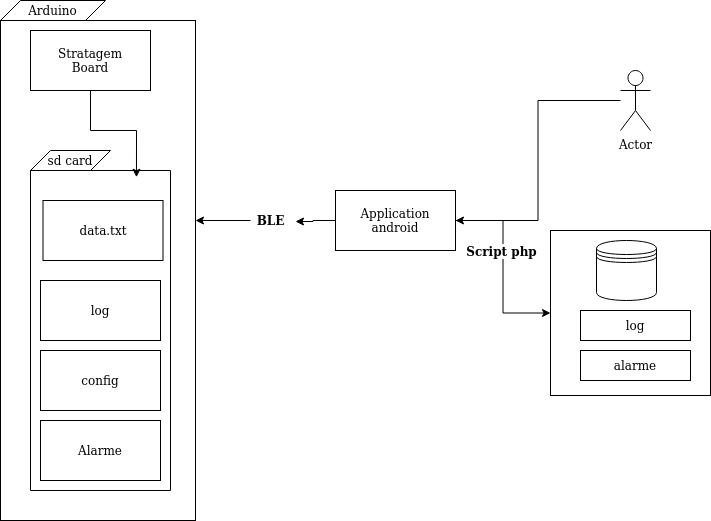 Arduino
Stratagem
Board
sd card
data.txt
log
config
Alarme
BLE
Application
android
Actor
Script php
log
alarme